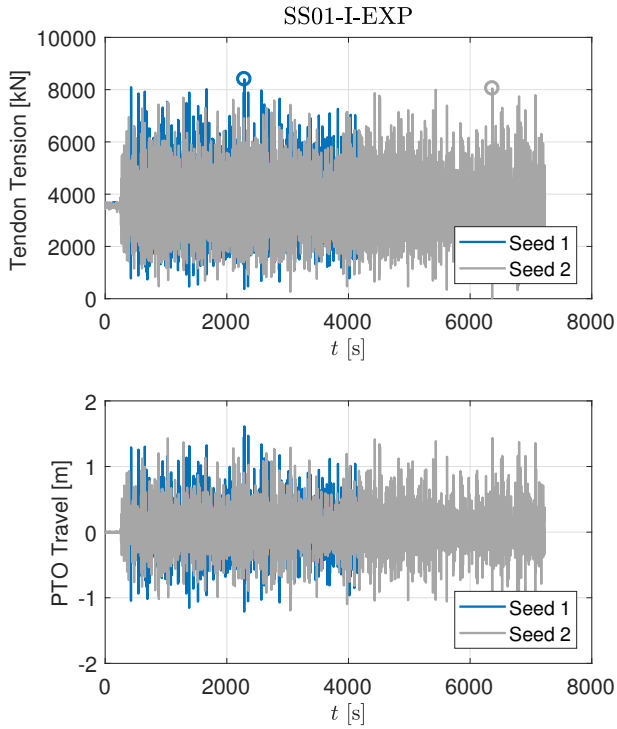 SS01-I-EXP
Tendon Tension [kN]
10000
8000
6000
4000
2000
0
Seed 1
Seed 2
0 2000 4000 6000 8000
t [s]
PTO Travel [m]
2
1
0
-1
-2
Seed 1
Seed 2
0 2000 4000 6000 8000
t [s]